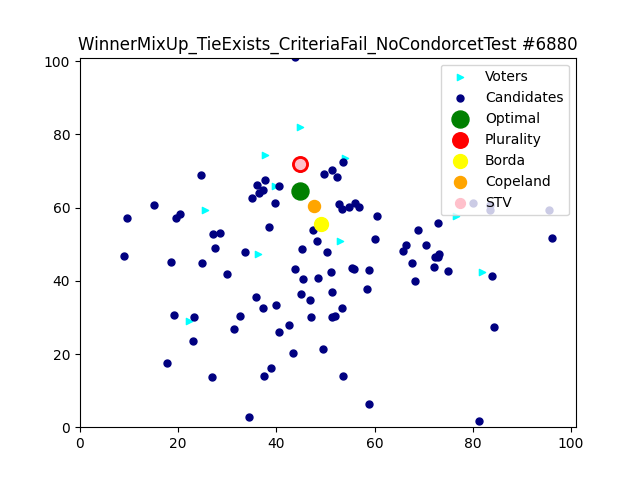 WinnerMixUp_TieExists_CriteriaFail_NoCondorcetTest #6880
100
80
60
40
20
0
0 20 40 60 80 100
Voters
Candidates
Optimal
Plurality
Borda
Copeland
STV